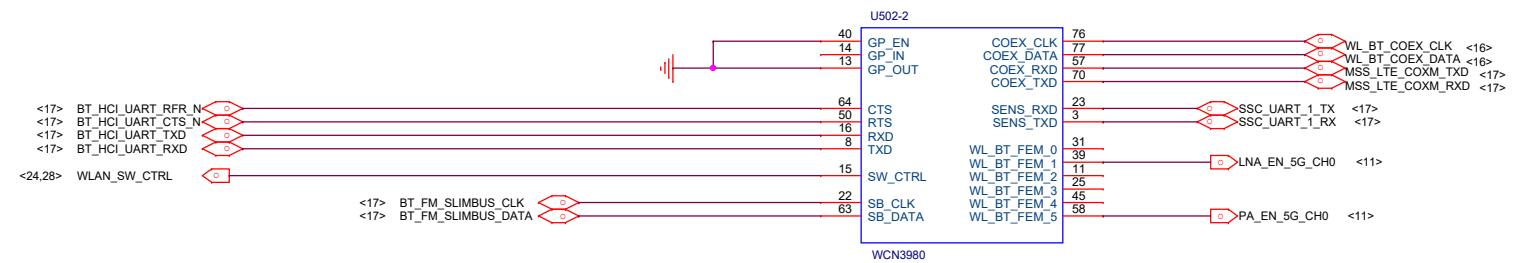 U502-2
40 GP_EN COEX_CLK 76 WL_BT_COEX_CLK <16>
14 GP_IN COEX_DATA 77 WL_BT_COEX_DATA <16>
13 GP_OUT COEX_RXD 57 MSS_LTE_COXM_TXD <17>
COEX_TXD 70 MSS_LTE_COXM_RXD <17>
<17> BT_HCI_UART_RFR_N 64 CTS SENS_RXD 23 SSC_UART_1_TX <17>
<17> BT_HCI_UART_CTS_N 50 RTS SENS_TXD 3 SSC_UART_1_RX <17>
<17> BT_HCI_UART_TXD 16 RXD
<17> BT_HCI_UART_RXD 8 TXD WL_BT_FEM_0 31
WL_BT_FEM_1 39 LNA_EN_5G_CH0 <11>
<24,28> WLAN_SW_CTRL 15 SW_CTRL WL_BT_FEM_2 11
WL_BT_FEM_3 25
<17> BT_FM_SLIMBUS_CLK 22 SB_CLK WL_BT_FEM_4 45
<17> BT_FM_SLIMBUS_DATA 63 SB_DATA WL_BT_FEM_5 58 PA_EN_5G_CH0 <11>
WCN3980